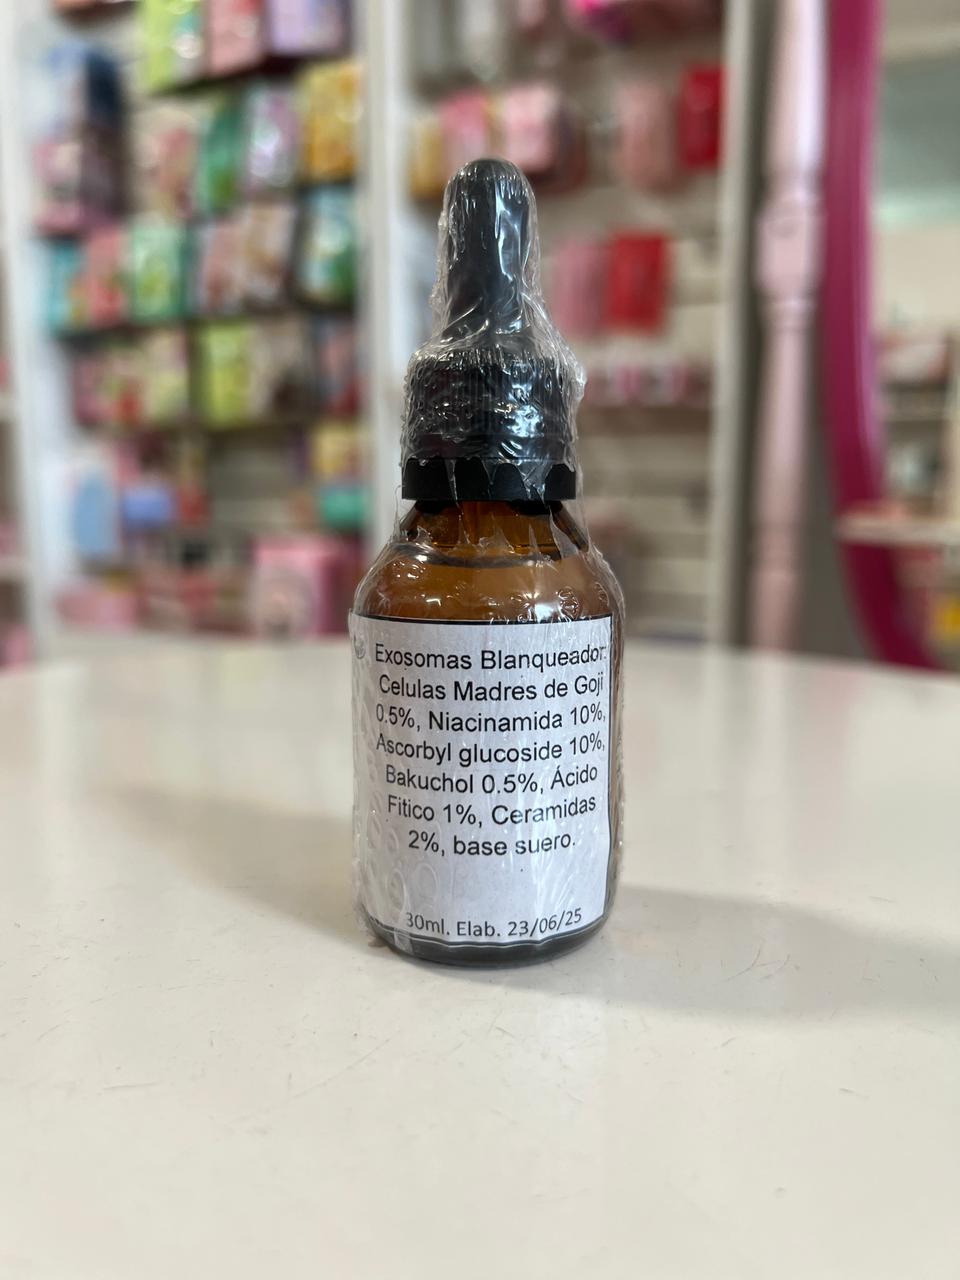 Exosomas Blanqueador:
Celulas Madres de Goji
0.5%, Niacinamida 10%,
Ascorbyl glucoside 10%,
Bakuchol 0.5%, Ácido
Fitico 1%, Ceramidas
2%, base suero.
30ml. Elab. 23/06/25